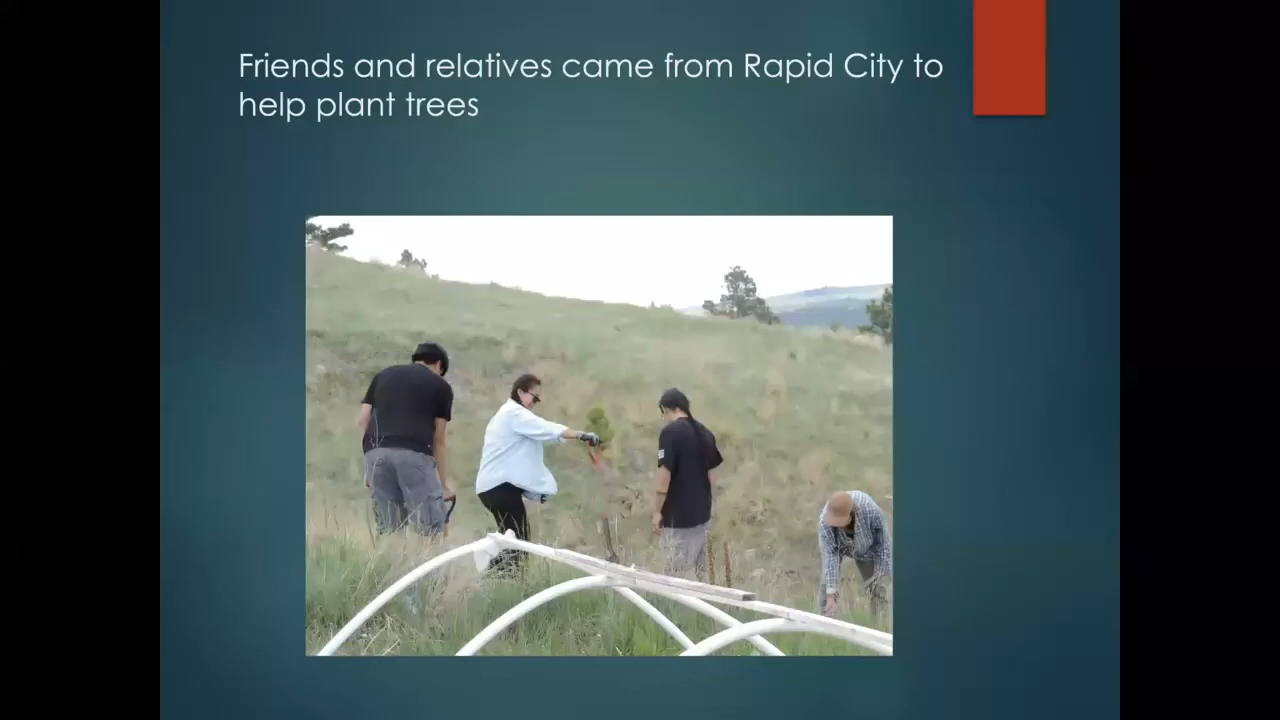 Friends and relatives came from Rapid City to
help plant trees